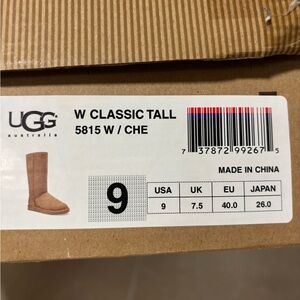 UGG
australia
W CLASSIC TALL
5815 W / CHE
7 37872 99267 5
MADE IN CHINA
9
USA UK EU JAPAN
9 7.5 40.0 26.0